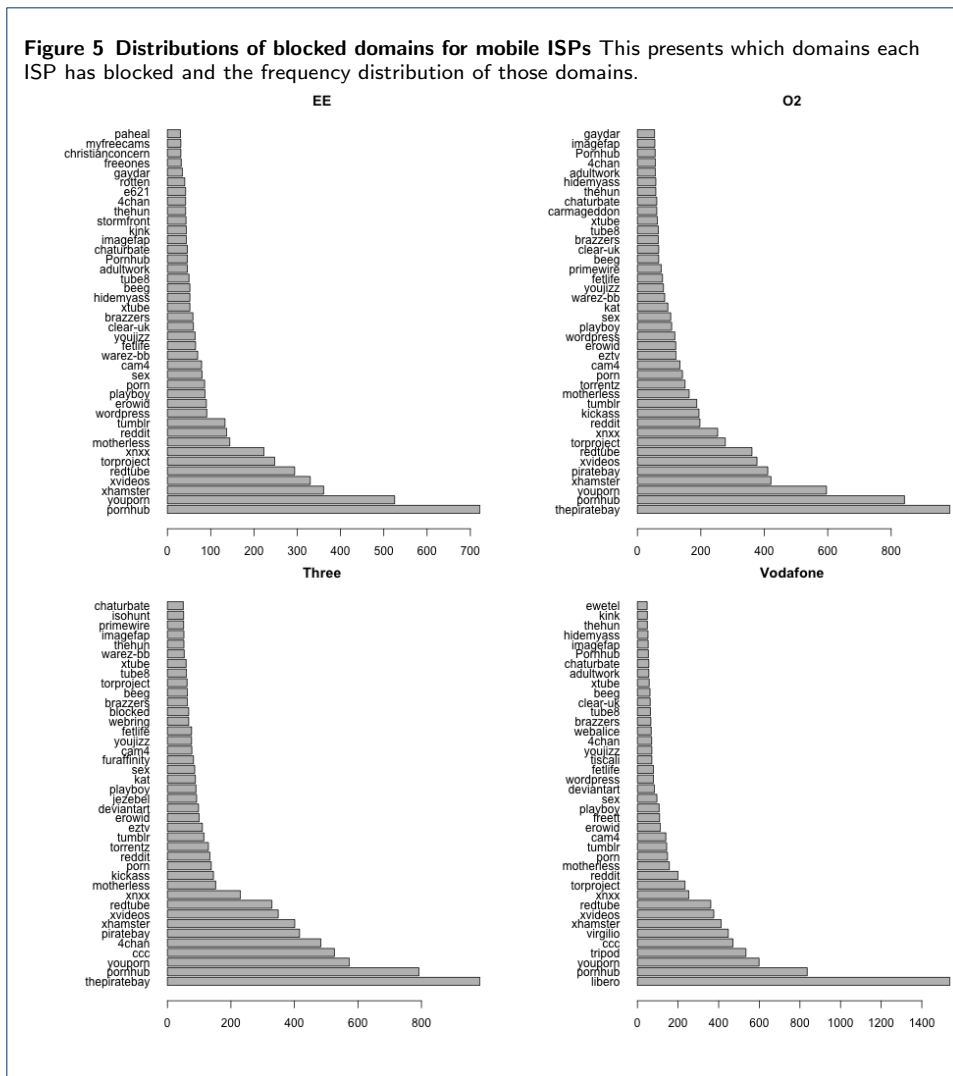 Figure 5 Distributions of blocked domains for mobile ISPs This presents which domains each
ISP has blocked and the frequency distribution of those domains.
EE
paheal
myfreecams
christianconcern
freeones
gaydar
rotten
e621
4chan
thehun
stormfront
kink
imagefap
chaturbate
Pornhub
adultwork
tube8
beeg
hidemyass
xtube
brazzers
clear-uk
youjizz
fetlife
warez-bb
cam4
sex
porn
playboy
erowid
wordpress
tumblr
reddit
motherless
xnxx
torproject
redtube
xvideos
xhamster
youporn
pornhub
0 100 200 300 400 500 600 700
O2
gaydar
imagefap
Pornhub
4chan
adultwork
hidemyass
thehun
chaturbate
carmageddon
xtube
tube8
brazzers
clear-uk
beeg
primewire
fetlife
youjizz
warez-bb
kat
sex
playboy
wordpress
erowid
eztv
cam4
porn
torrentz
motherless
tumblr
kickass
reddit
xnxx
torproject
redtube
xvideos
piratebay
xhamster
youporn
pornhub
thepiratebay
0 200 400 600 800
Three
chaturbate
isohunt
primewire
imagefap
thehun
warez-bb
xtube
tube8
torproject
beeg
brazzers
blocked
webring
fetlife
youjizz
cam4
furaffinity
sex
kat
playboy
jezebel
deviantart
erowid
eztv
tumblr
torrentz
reddit
porn
kickass
motherless
xnxx
redtube
xvideos
xhamster
piratebay
4chan
ccc
youporn
pornhub
thepiratebay
0 200 400 600 800
Vodafone
ewetel
kink
thehun
hidemyass
imagefap
Pornhub
chaturbate
adultwork
xtube
beeg
clear-uk
tube8
brazzers
webalice
4chan
youjizz
tiscali
fetlife
wordpress
deviantart
sex
playboy
freett
erowid
cam4
tumblr
porn
motherless
reddit
torproject
xnxx
redtube
xvideos
xhamster
virgilio
ccc
tripod
youporn
pornhub
libero
0 200 400 600 800 1000 1200 1400